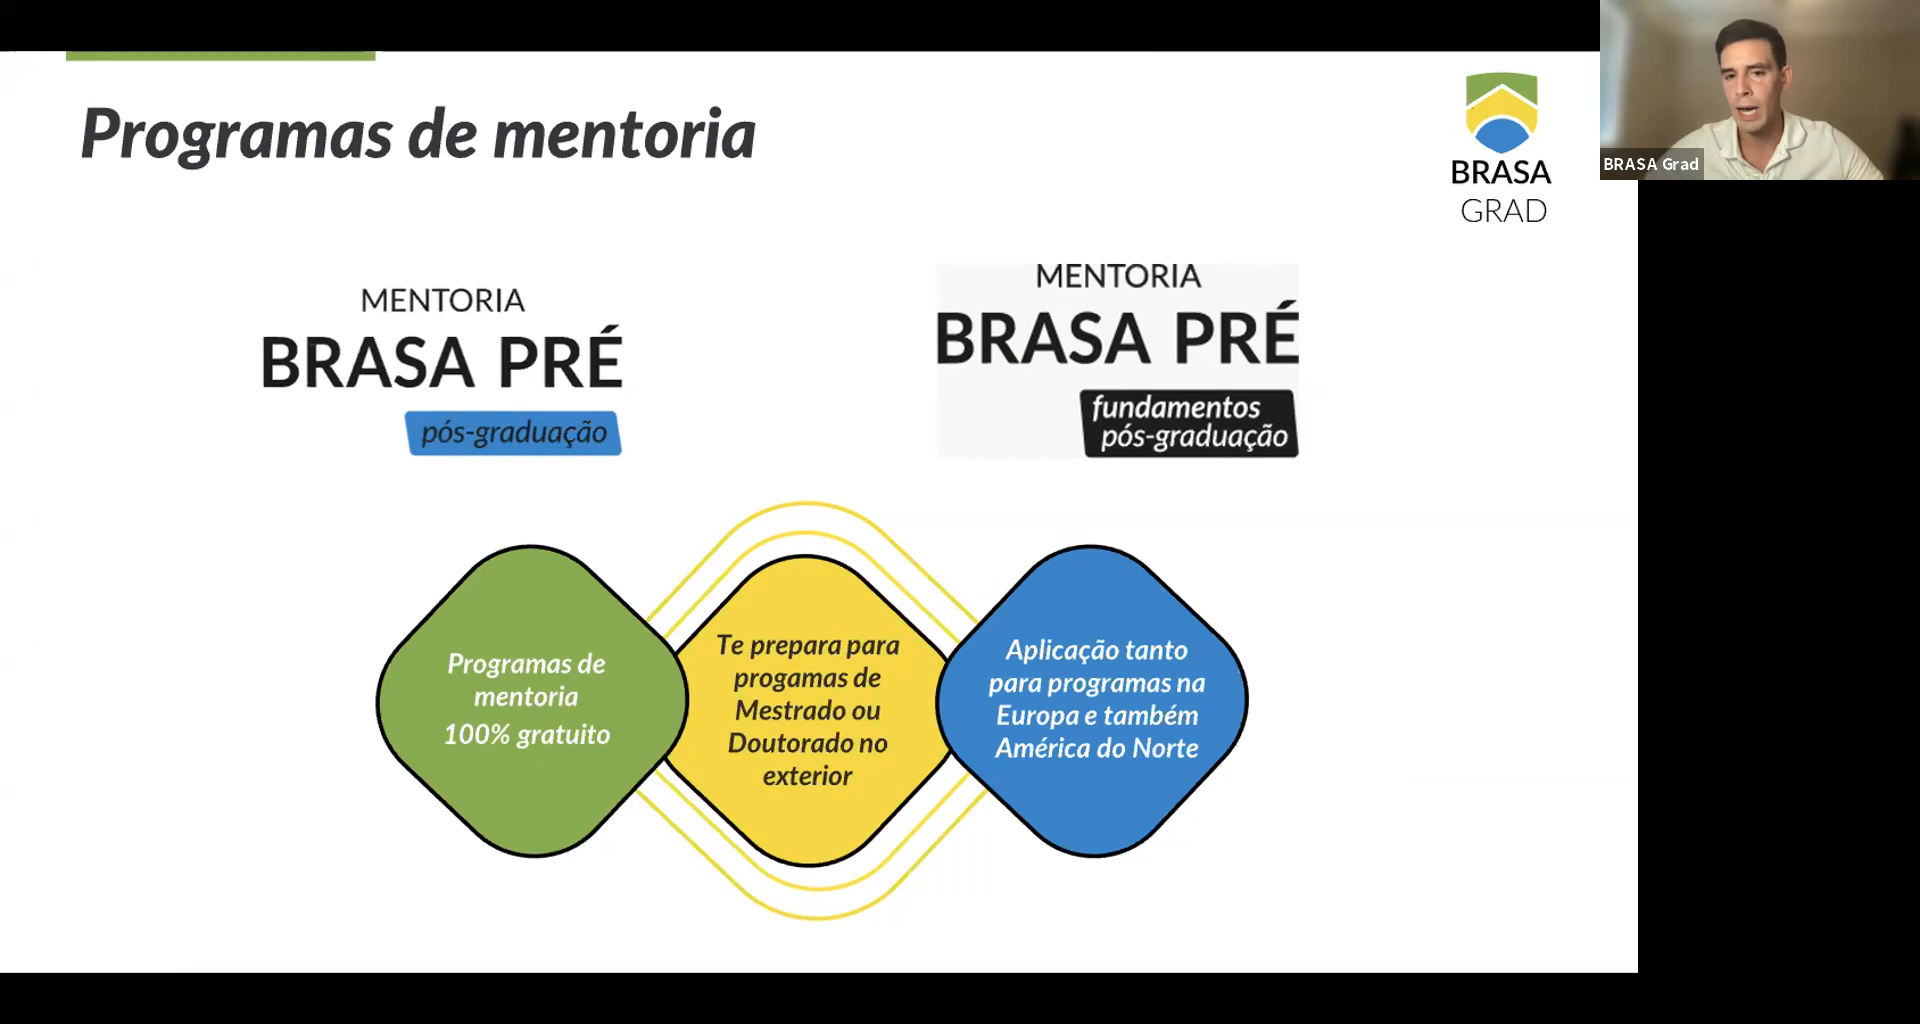 Programas de mentoria
BRASA
GRAD
BRASA Grad
MENTORIA
BRASA PRÉ
pós-graduação
MENTORIA
BRASA PRÉ
fundamentos
pós-graduação
Programas de
mentoria
100% gratuito
Te prepara para
progamas de
Mestrado ou
Doutorado no
exterior
Aplicação tanto
para programas na
Europa e também
América do Norte